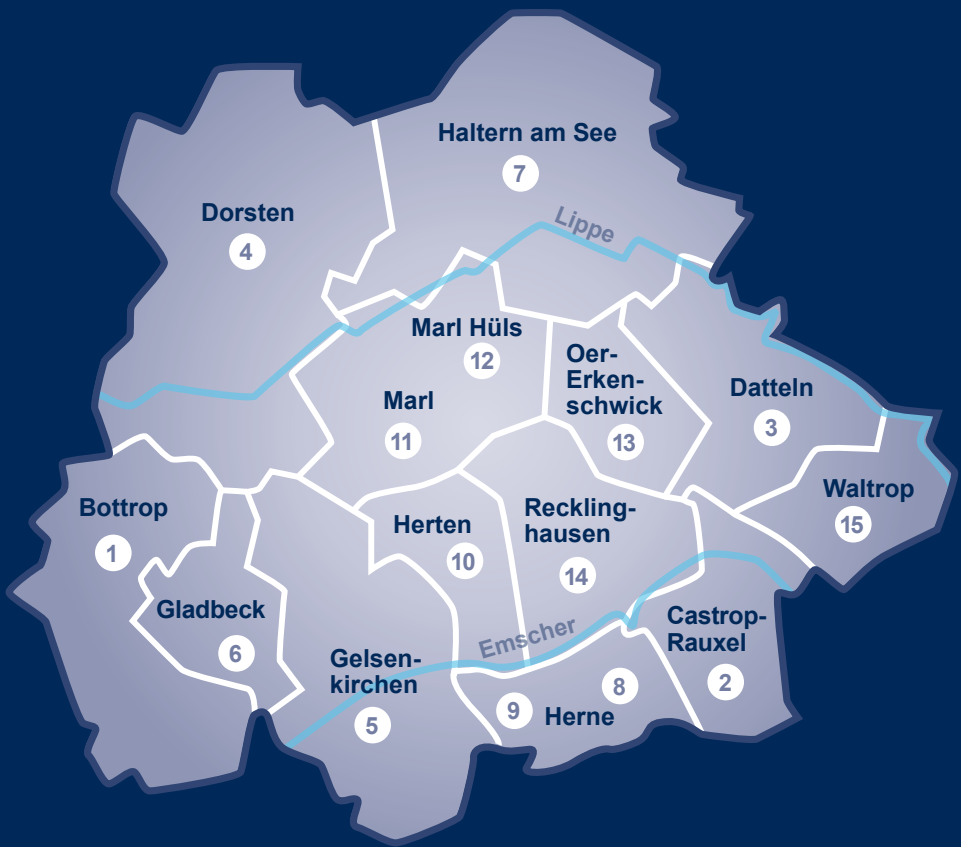 Haltern am See
7
Dorsten
4
Lippe
Marl Hüls
12
Oer-
Erken-
schwick
13
Datteln
3
Marl
11
Waltrop
15
Bottrop
1
Herten
10
Reckling-
hausen
14
Gladbeck
6
Emscher
Castrop-
Rauxel
2
Gelsen-
kirchen
5
8
9
Herne